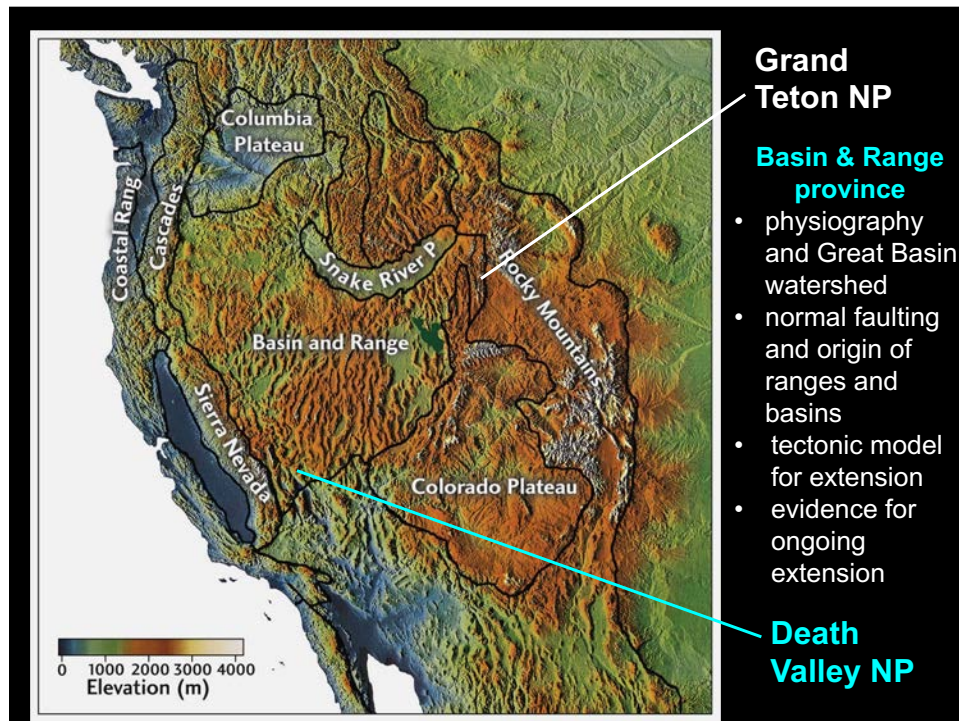 Grand
Teton NP
Basin & Range
province
• physiography
and Great Basin
watershed
• normal faulting
and origin of
ranges and
basins
• tectonic model
for extension
• evidence for
ongoing
extension
Death
Valley NP
Columbia
Plateau
Coastal Rang
Cascades
Snake River P
Rocky Mountains
Basin and Range
Sierra Nevada
Colorado Plateau
0 1000 2000 3000 4000
Elevation (m)